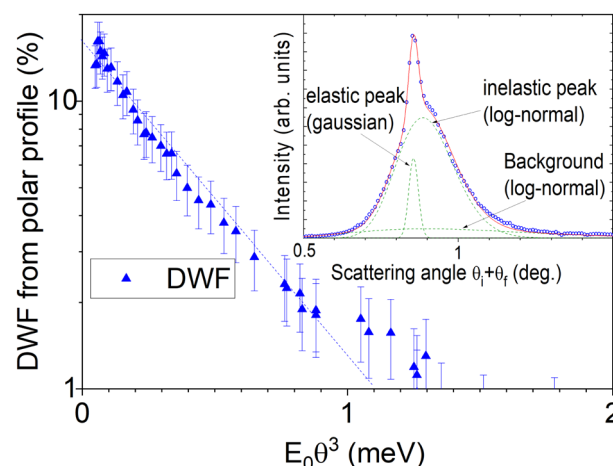 DWF from polar profile (%)
10
1
0
1
2
E₀θ³ (meV)
DWF
Intensity (arb. units)
elastic peak
(gaussian)
inelastic peak
(log-normal)
Background
(log-normal)
0.5
1
Scattering angle θᵢ+θf (deg.)